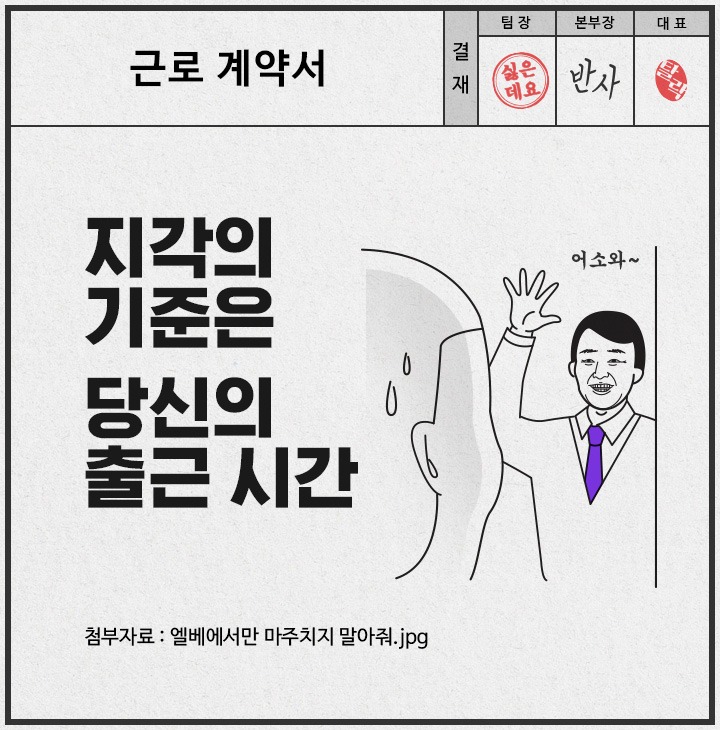 근로 계약서
결재
팀 장
본부장
대 표
싫은
데요
반사
탈락
지각의
기준은
어소와~
당신의
출근 시간
첨부자료 : 엘베에서만 마주치지 말아줘.jpg